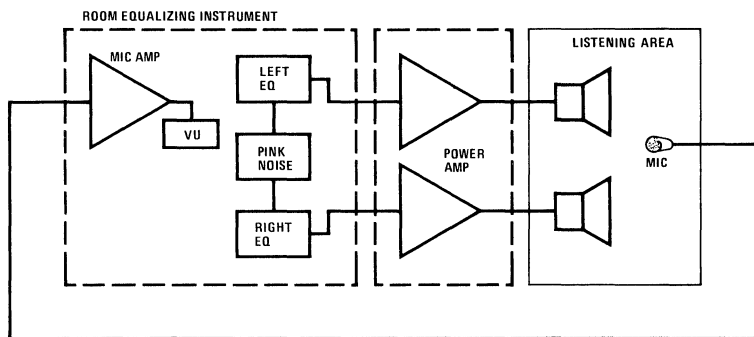 ROOM EQUALIZING INSTRUMENT
MIC AMP
VU
LEFT
EQ
PINK
NOISE
RIGHT
EQ
POWER
AMP
LISTENING AREA
MIC